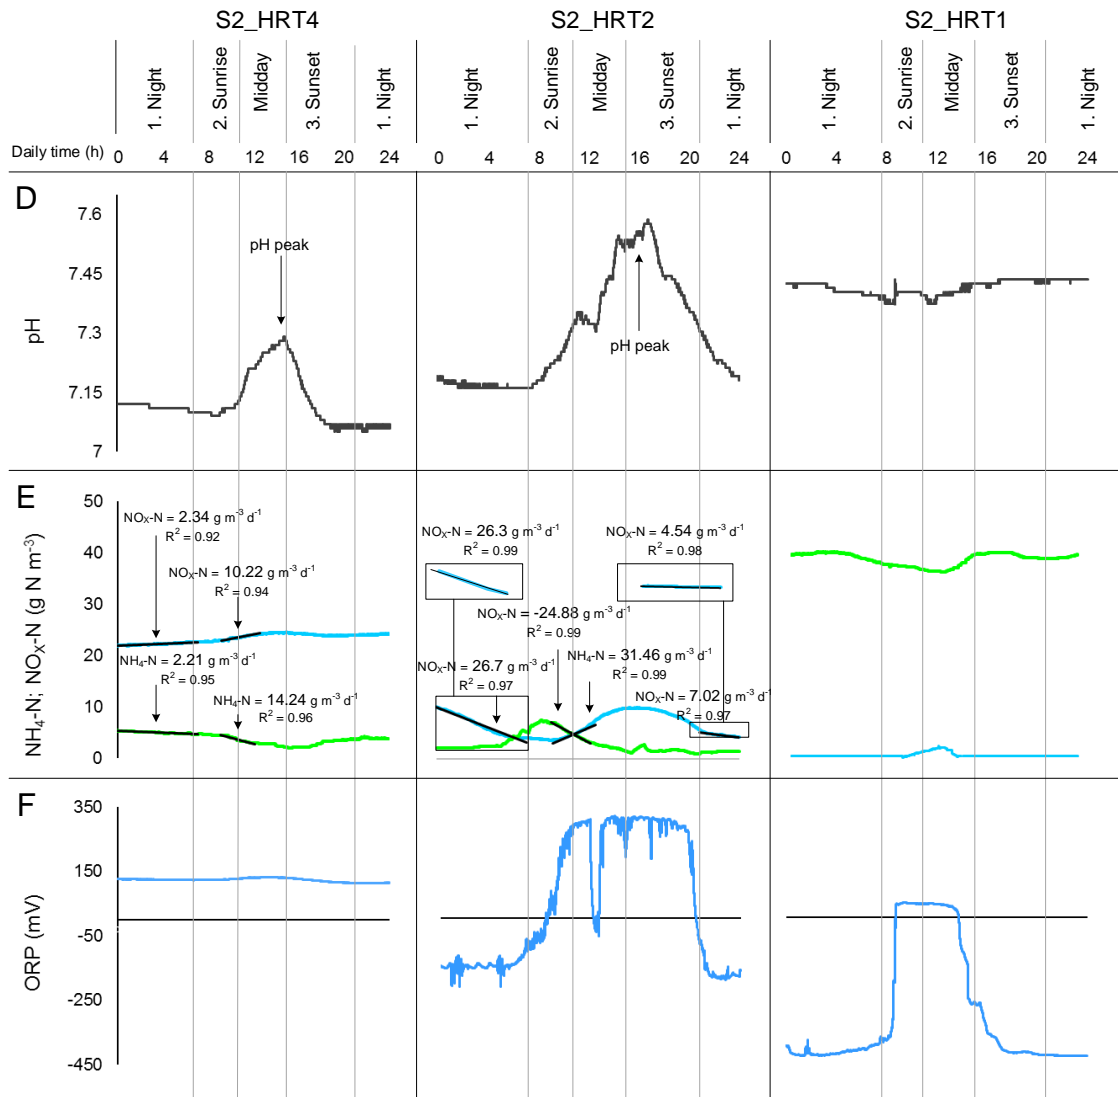 S2_HRT4 S2_HRT2 S2_HRT1
1. Night 2. Sunrise Midday 3. Sunset 1. Night 1. Night 2. Sunrise Midday 3. Sunset 1. Night 1. Night 2. Sunrise Midday 3. Sunset 1. Night
Daily time (h) 0 4 8 12 16 20 24 0 4 8 12 16 20 24 0 4 8 12 16 20 24
D
pH
7.6
7.45
7.3
7.15
7
pH peak
pH peak
E
NH4-N; NOX-N (g N m-3)
50
40
30
20
10
0
NOX-N = 2.34 g m-3 d-1
R2 = 0.92
NOX-N = 10.22 g m-3 d-1
R2 = 0.94
NH4-N = 2.21 g m-3 d-1
R2 = 0.95
NH4-N = 14.24 g m-3 d-1
R2 = 0.96
NOX-N = 26.3 g m-3 d-1
R2 = 0.99
NOX-N = 4.54 g m-3 d-1
R2 = 0.98
NOX-N = -24.88 g m-3 d-1
R2 = 0.99
NOX-N = 26.7 g m-3 d-1
R2 = 0.97
NH4-N = 31.46 g m-3 d-1
R2 = 0.99
NOX-N = 7.02 g m-3 d-1
R2 = 0.97
F
ORP (mV)
350
150
-50
-250
-450